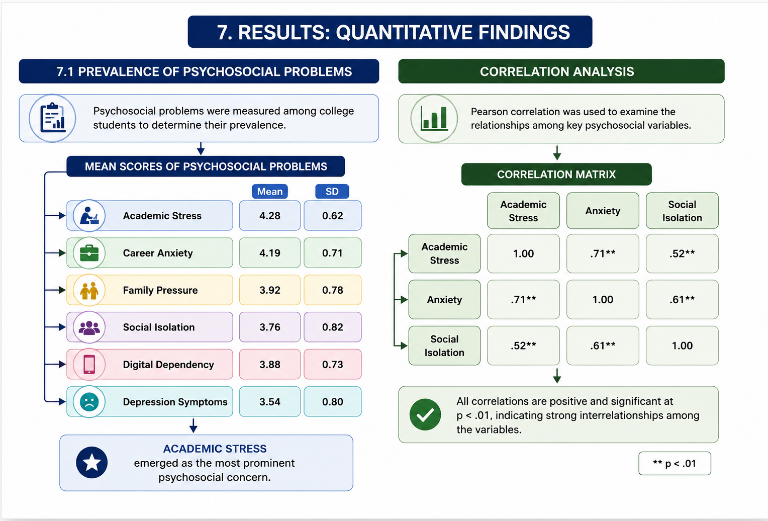 7. RESULTS: QUANTITATIVE FINDINGS
7.1 PREVALENCE OF PSYCHOSOCIAL PROBLEMS
Psychosocial problems were measured among college
students to determine their prevalence.
MEAN SCORES OF PSYCHOSOCIAL PROBLEMS
Mean SD
Academic Stress 4.28 0.62
Career Anxiety 4.19 0.71
Family Pressure 3.92 0.78
Social Isolation 3.76 0.82
Digital Dependency 3.88 0.73
Depression Symptoms 3.54 0.80
ACADEMIC STRESS
emerged as the most prominent
psychosocial concern.
CORRELATION ANALYSIS
Pearson correlation was used to examine the
relationships among key psychosocial variables.
CORRELATION MATRIX
Academic
Stress
Anxiety
Social
Isolation
Academic
Stress
1.00 .71** .52**
Anxiety .71** 1.00 .61**
Social
Isolation
.52** .61** 1.00
All correlations are positive and significant at
p < .01, indicating strong interrelationships among
the variables.
** p < .01